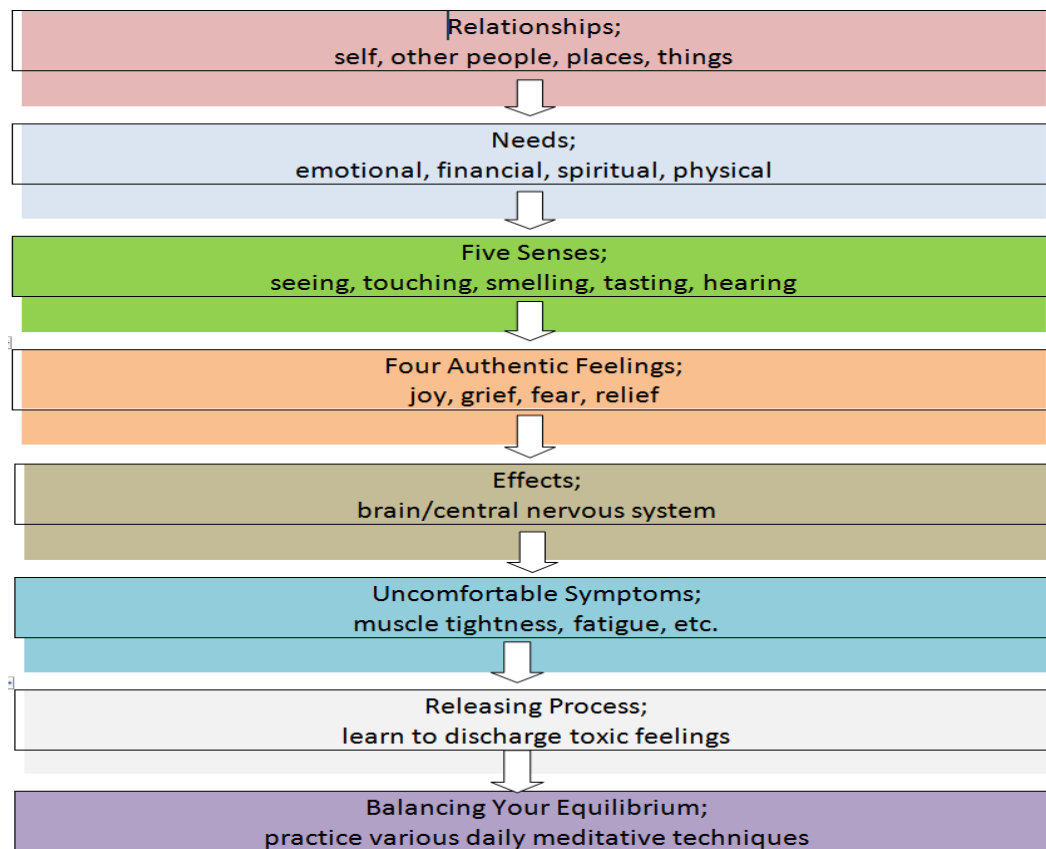 Relationships;
self, other people, places, things
Needs;
emotional, financial, spiritual, physical
Five Senses;
seeing, touching, smelling, tasting, hearing
Four Authentic Feelings;
joy, grief, fear, relief
Effects;
brain/central nervous system
Uncomfortable Symptoms;
muscle tightness, fatigue, etc.
Releasing Process;
learn to discharge toxic feelings
Balancing Your Equilibrium;
practice various daily meditative techniques